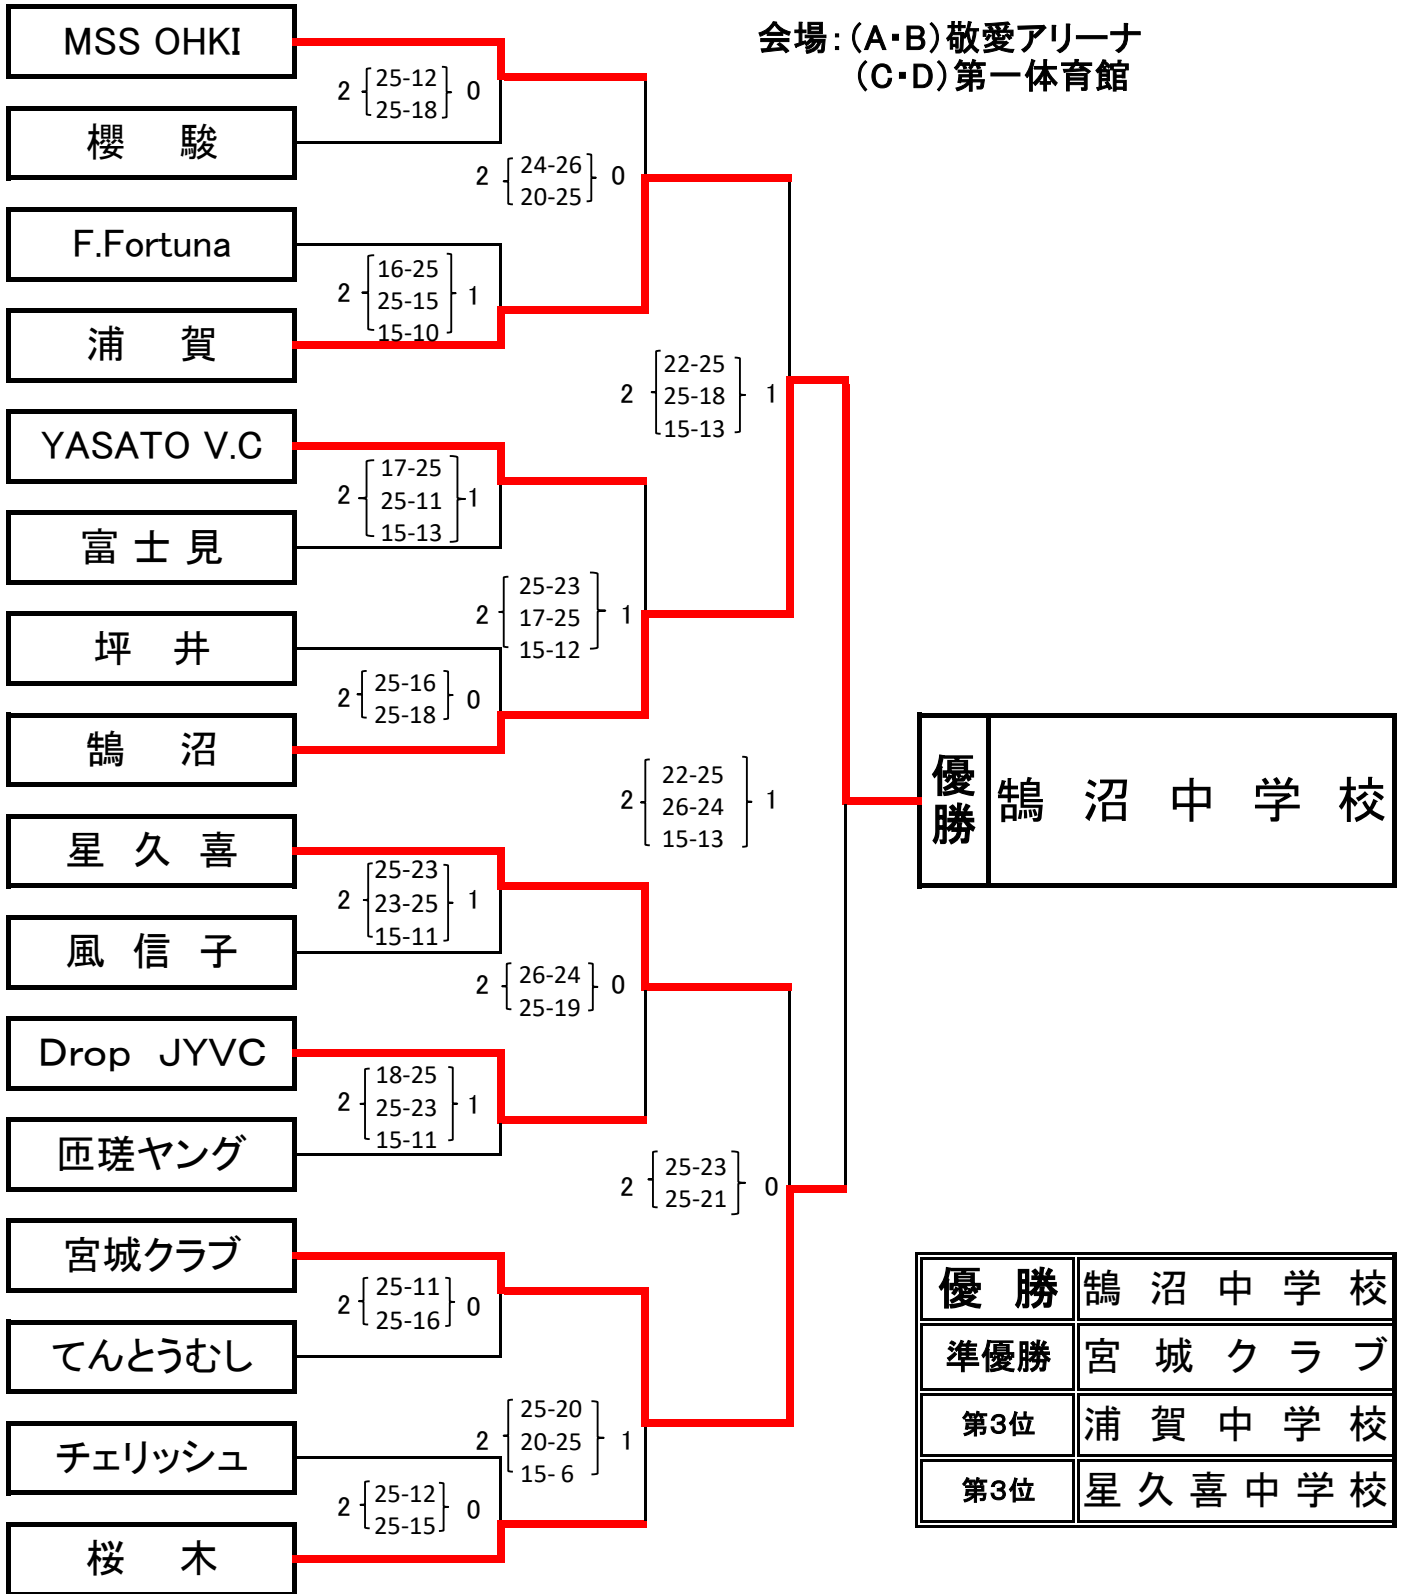 会場：(A・B)敬愛アリーナ
(C・D)第一体育館
MSS OHKI
2 25-12 0
25-18
櫻 駿
2 24-26 0
20-25
F.Fortuna
2 16-25 1
25-15
15-10
浦 賀
2 22-25 1
25-18
15-13
YASATO V.C
2 17-25 1
25-11
15-13
富士見
2 25-23 1
17-25
15-12
坪 井
2 25-16 0
25-18
鵠 沼
2 22-25 1
26-24
15-13
優勝 鵠沼中学校
星久喜
2 25-23 1
23-25
15-11
風信子
2 26-24 0
25-19
Drop JYVC
2 18-25 1
25-23
15-11
匝瑳ヤング
2 25-23 0
25-21
宮城クラブ
2 25-11 0
25-16
てんとうむし
2 25-20 1
20-25
15- 6
チェリッシュ
2 25-12 0
25-15
桜 木
優 勝 鵠沼中学校
準優勝 宮城クラブ
第3位 浦賀中学校
第3位 星久喜中学校